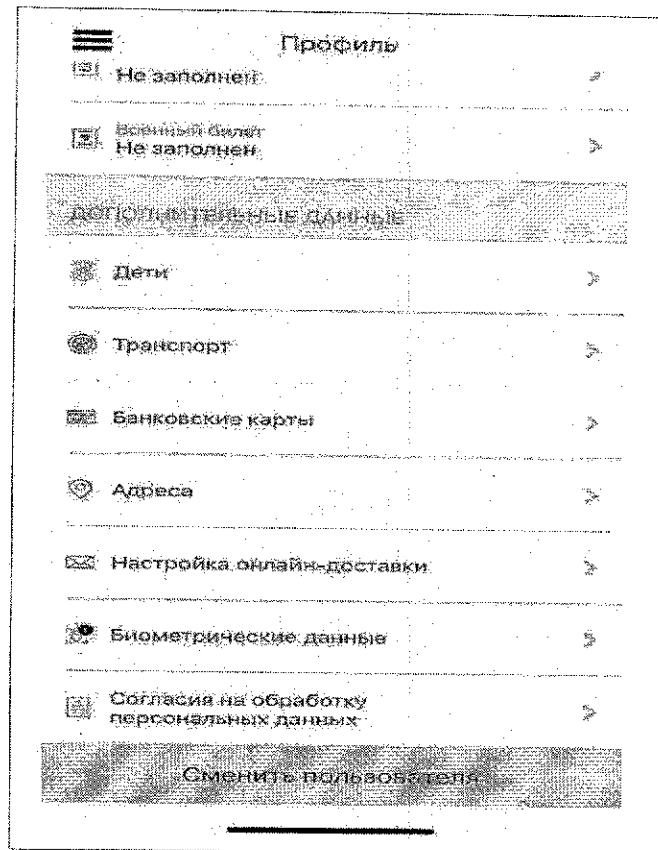 Профиль
Не заполнен
Военный билет
Не заполнен
ДОПОЛНИТЕЛЬНЫЕ ДАННЫЕ
Дети
Транспорт
Банковские карты
Адреса
Настройка онлайн-доставки
Биометрические данные
Согласия на обработку
персональных данных
Сменить пользователя